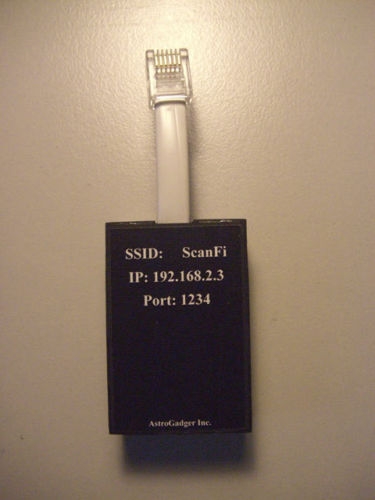 SSID: ScanFi
IP: 192.168.2.3
Port: 1234
AstroGadger Inc.